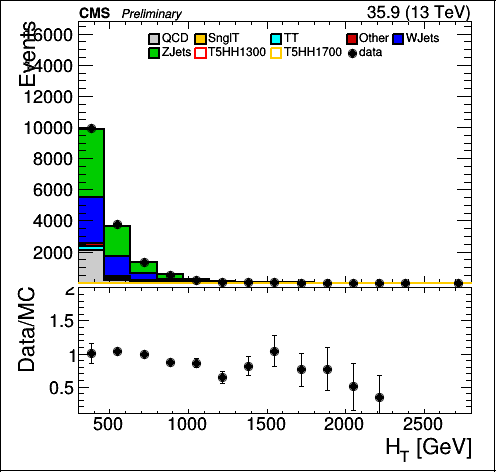 CMS Preliminary 35.9 (13 TeV)
Events
QCD SnglT TT Other WJets
ZJets T5HH1300 T5HH1700 data
16000
14000
12000
10000
8000
6000
4000
2000
Data/MC
2
1.5
1
0.5
500 1000 1500 2000 2500
H_T [GeV]